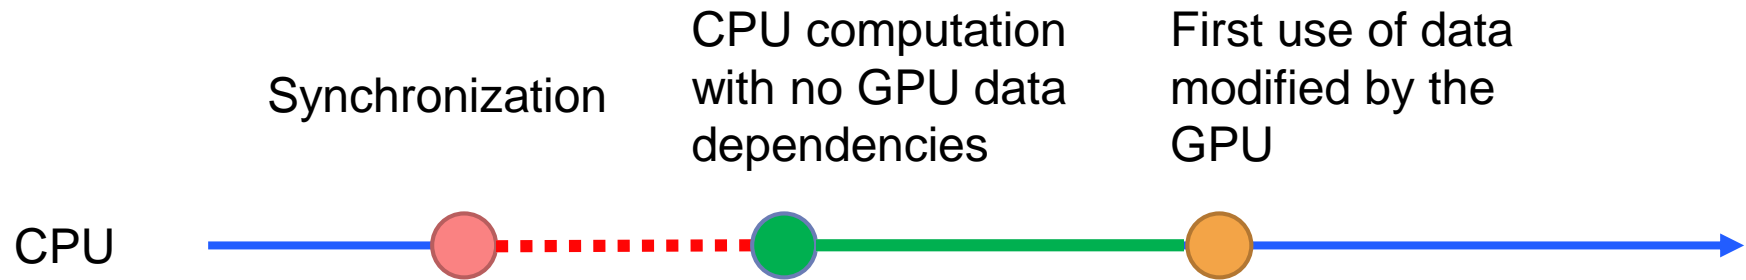 Synchronization
CPU computation
with no GPU data
dependencies
First use of data
modified by the
GPU
CPU